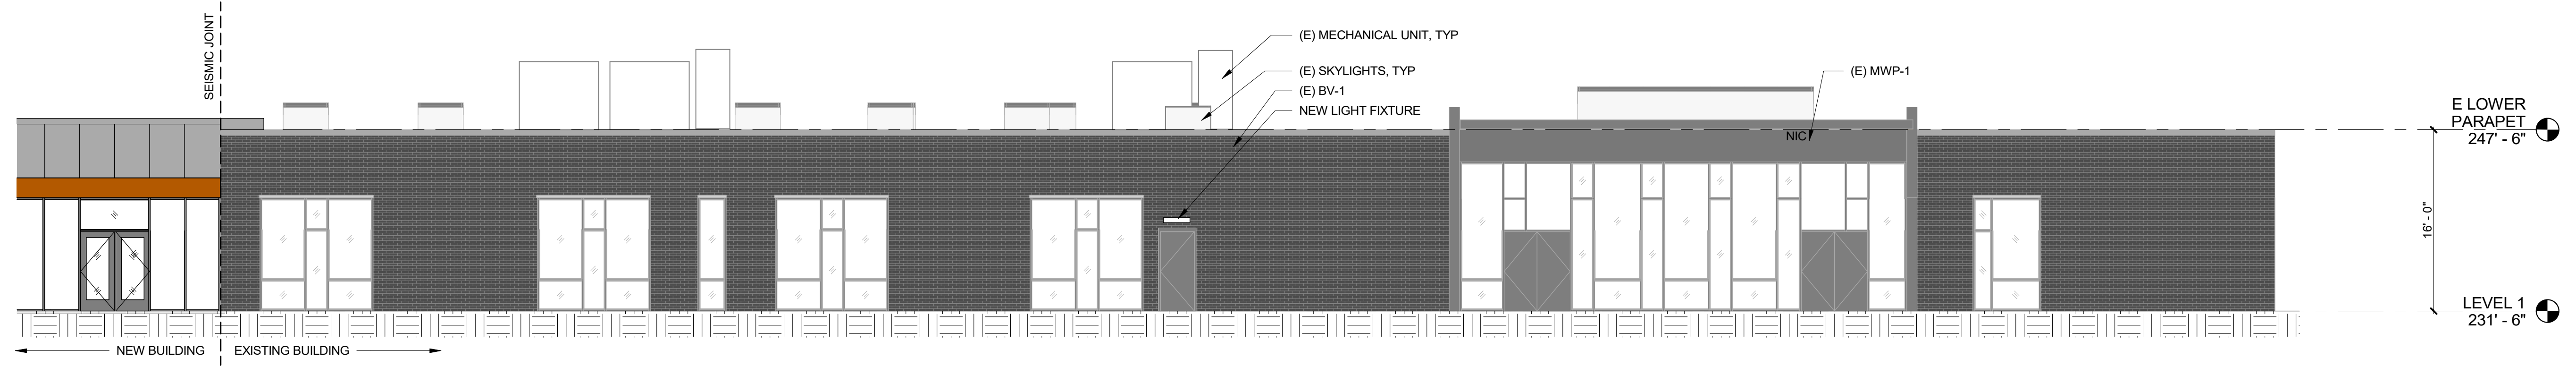 SEISMIC JOINT
(E) MECHANICAL UNIT, TYP
(E) SKYLIGHTS, TYP
(E) BV-1
NEW LIGHT FIXTURE
(E) MWP-1
NIC
E LOWER
PARAPET
247' - 6"
16' - 0"
LEVEL 1
231' - 6"
NEW BUILDING
EXISTING BUILDING